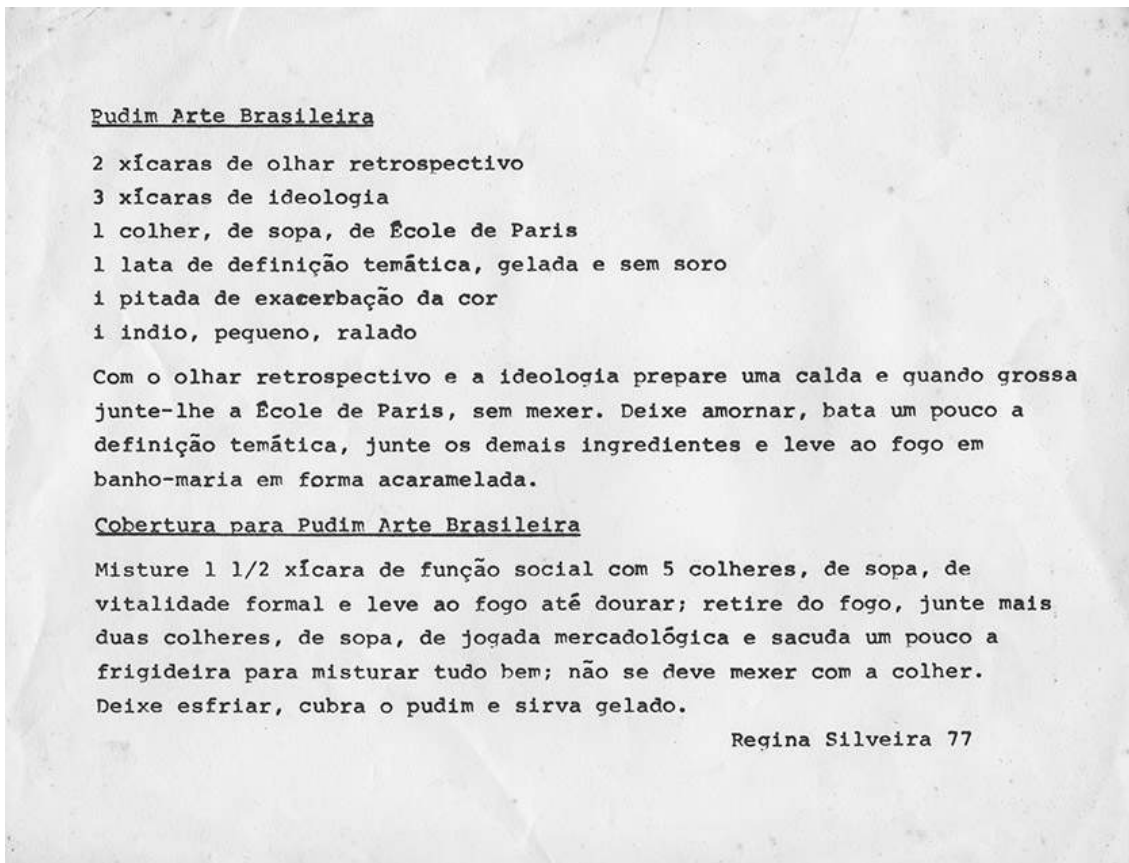 Pudim Arte Brasileira
2 xícaras de olhar retrospectivo
3 xícaras de ideologia
1 colher, de sopa, de École de Paris
1 lata de definição temática, gelada e sem soro
i pitada de exacerbação da cor
i indio, pequeno, ralado
Com o olhar retrospectivo e a ideologia prepare uma calda e quando grossa
junte-lhe a École de Paris, sem mexer. Deixe amornar, bata um pouco a
definição temática, junte os demais ingredientes e leve ao fogo em
banho-maria em forma acaramelada.
Cobertura para Pudim Arte Brasileira
Misture 1 1/2 xícara de função social com 5 colheres, de sopa, de
vitalidade formal e leve ao fogo até dourar; retire do fogo, junte mais
duas colheres, de sopa, de jogada mercadológica e sacuda um pouco a
frigideira para misturar tudo bem; não se deve mexer com a colher.
Deixe esfriar, cubra o pudim e sirva gelado.
Regina Silveira 77